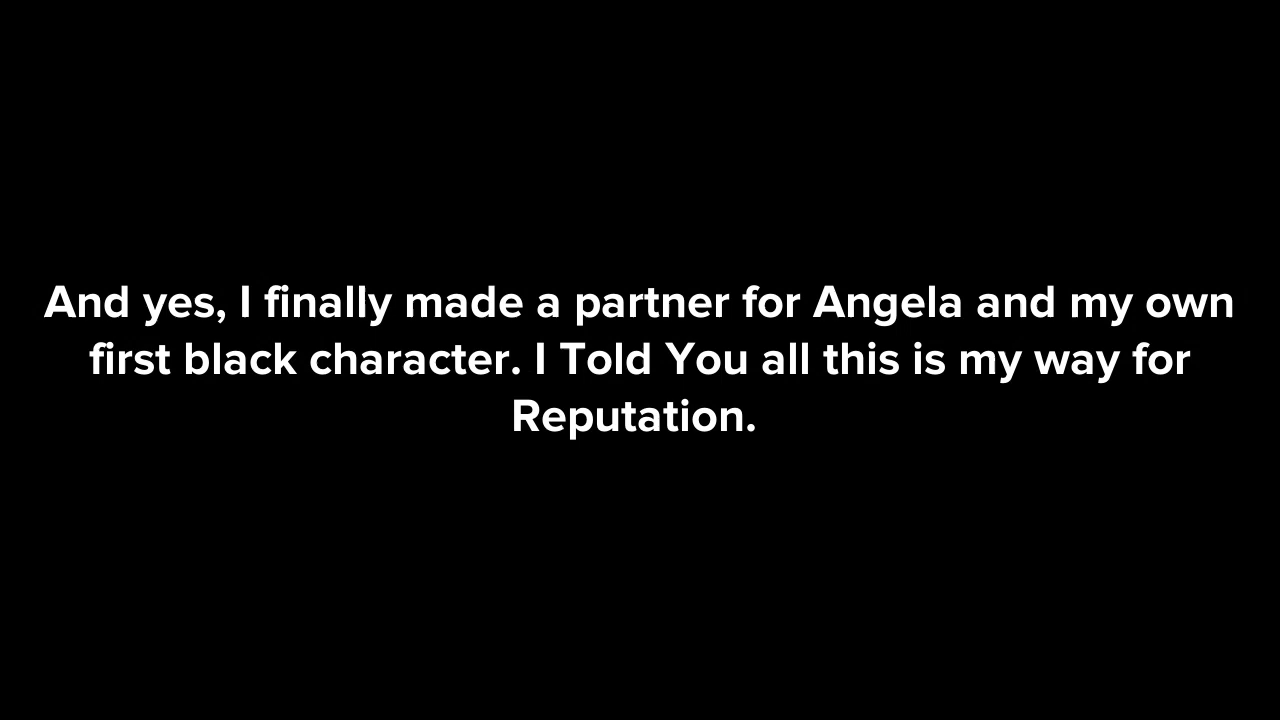 And yes, I finally made a partner for Angela and my own
first black character. I Told You all this is my way for
Reputation.